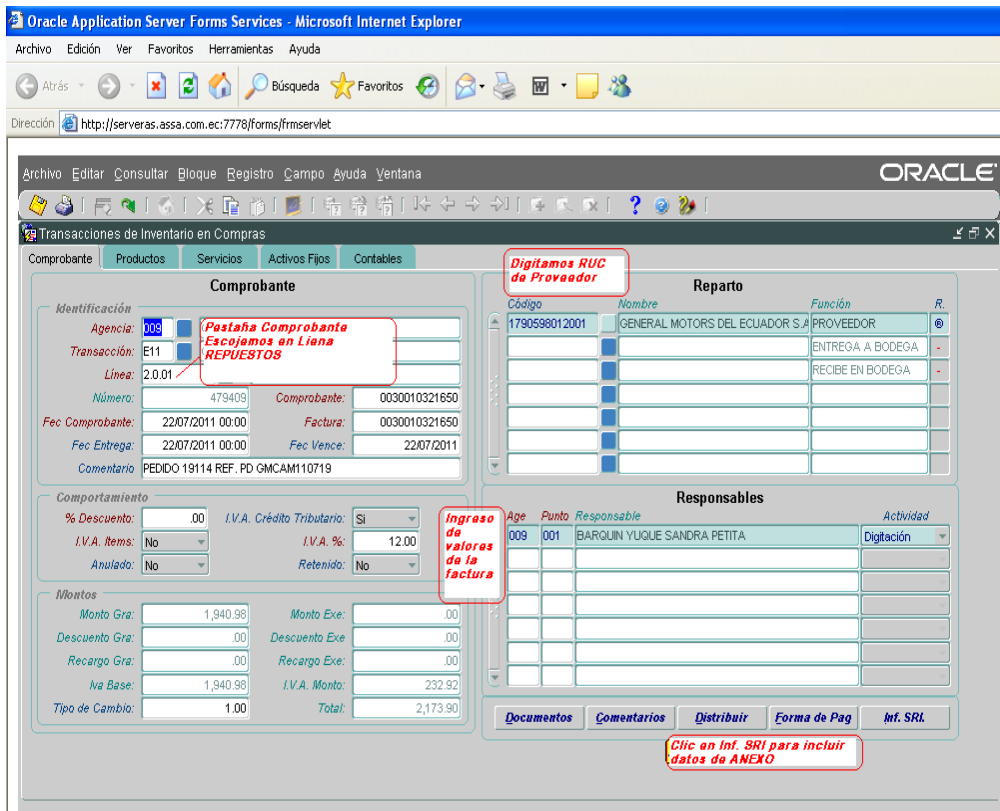 Oracle Application Server Forms Services - Microsoft Internet Explorer
Archivo Edición Ver Favoritos Herramientas Ayuda
Atrás Búsqueda Favoritos
Dirección http://serveras.assa.com.ec:7778/forms/frmservlet
Archivo Editar Consultar Bloque Registro Campo Ayuda Ventana ORACLE
Transacciones de Inventario en Compras
Comprobante Productos Servicios Activos Fijos Contables
Digitamos RUC
de Proveedor
Comprobante
Identificación
Agencia: 009
Transacción: E11
Línea: 2.0.01
Pestaña Comprobante
Escojemos en Liena
REPUESTOS
Número: 479409 Comprobante: 0030010321650
Fec Comprobante: 22/07/2011 00:00 Factura: 0030010321650
Fec Entrega: 22/07/2011 00:00 Fec Vence: 22/07/2011
Comentario PEDIDO 19114 REF. PD GMCAM110719
Comportamiento
% Descuento: .00 I.V.A. Crédito Tributario: Si
I.V.A. Items: No I.V.A. %: 12.00
Anulado: No Retenido: No
Montos
Monto Gra: 1,940.98 Monto Exe: .00
Descuento Gra: .00 Descuento Exe .00
Recargo Gra: .00 Recargo Exe: .00
Iva Base: 1,940.98 I.V.A. Monto: 232.92
Tipo de Cambio: 1.00 Total: 2,173.90
Ingreso
de
valores
de la
factura
Reparto
Código Nombre Función R.
1790598012001 GENERAL MOTORS DEL ECUADOR S.A PROVEEDOR
ENTREGA A BODEGA -
RECIBE EN BODEGA -
Responsables
Age Punto Responsable Actividad
009 001 BARQUIN YUQUE SANDRA PETITA Digitación
Documentos Comentarios Distribuir Forma de Pag Inf. SRI.
Clic en Inf. SRI para incluir
datos de ANEXO